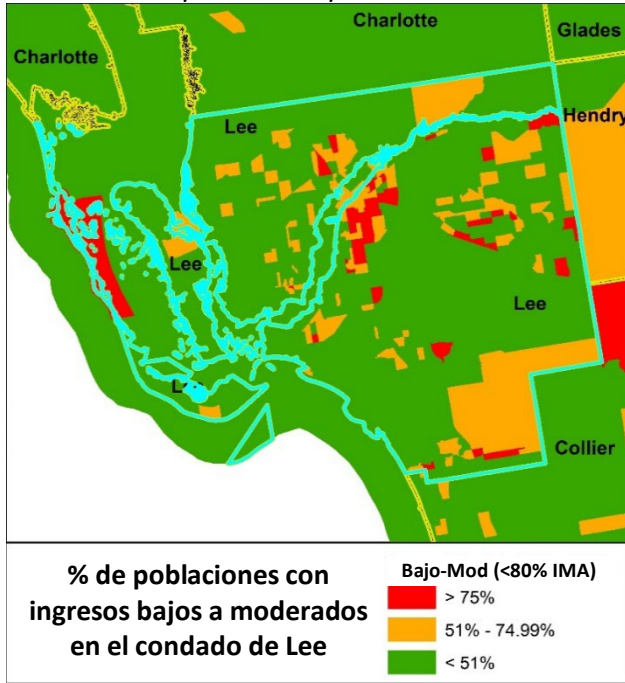 Charlotte
Glades
Charlotte
Hendry
Lee
Lee
Lee
Lee
Collier
% de poblaciones con
ingresos bajos a moderados
en el condado de Lee
Bajo-Mod (<80% IMA)
> 75%
51% - 74.99%
< 51%